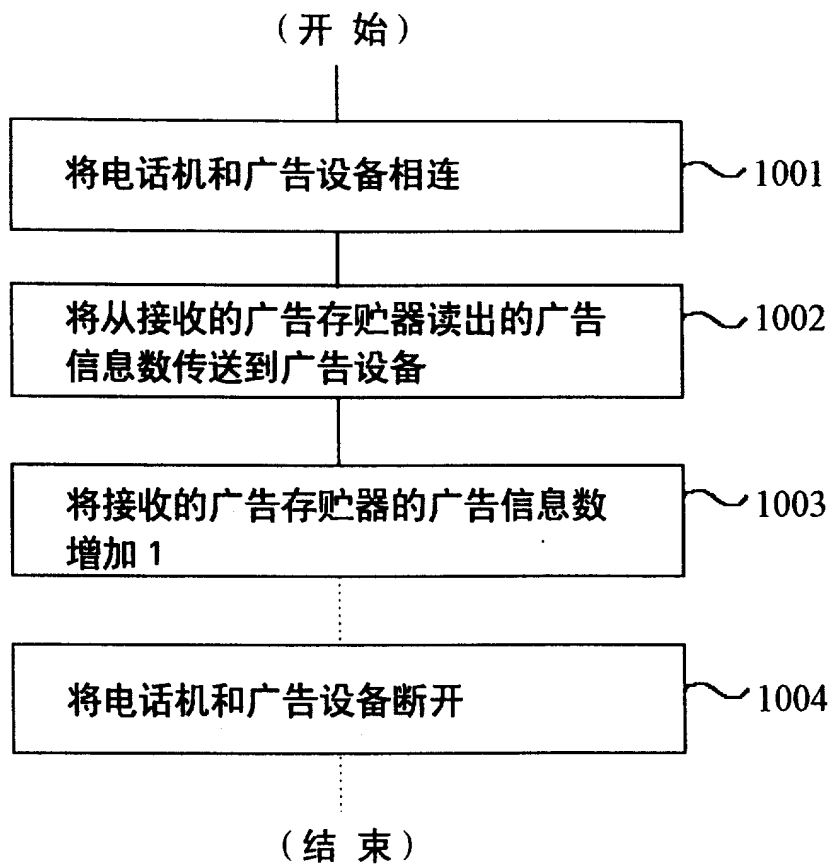 （开 始）
将电话机和广告设备相连
1001
将从接收的广告存贮器读出的广告
信息数传送到广告设备
1002
将接收的广告存贮器的广告信息数
增加 1
1003
将电话机和广告设备断开
1004
（结 束）